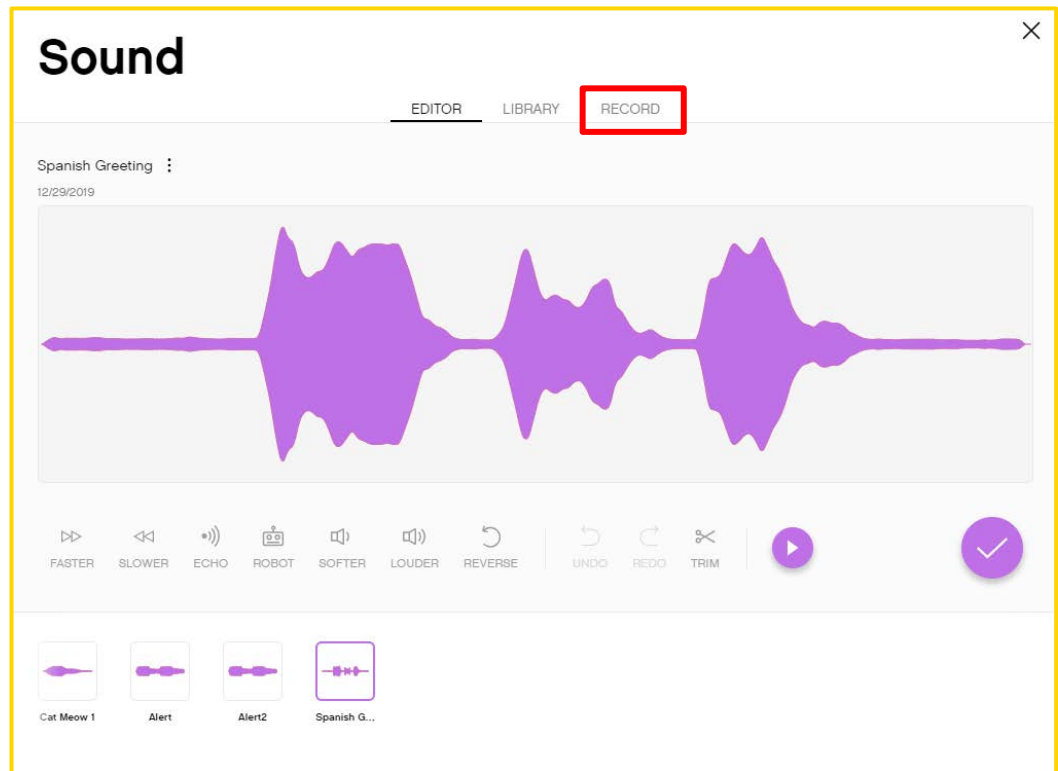 Sound
EDITOR LIBRARY RECORD
Spanish Greeting
12/29/2019
FASTER SLOWER ECHO ROBOT SOFTER LOUDER REVERSE UNDO REDO TRIM
Cat Meow 1 Alert Alert2 Spanish G...